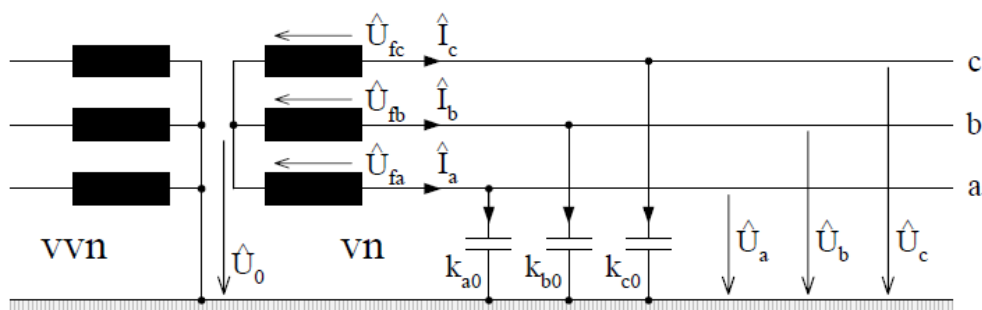 Û_fc Î_c c
Û_fb Î_b b
Û_fa Î_a a
vvn Û_0 vn k_a0 k_b0 k_c0 Û_a Û_b Û_c